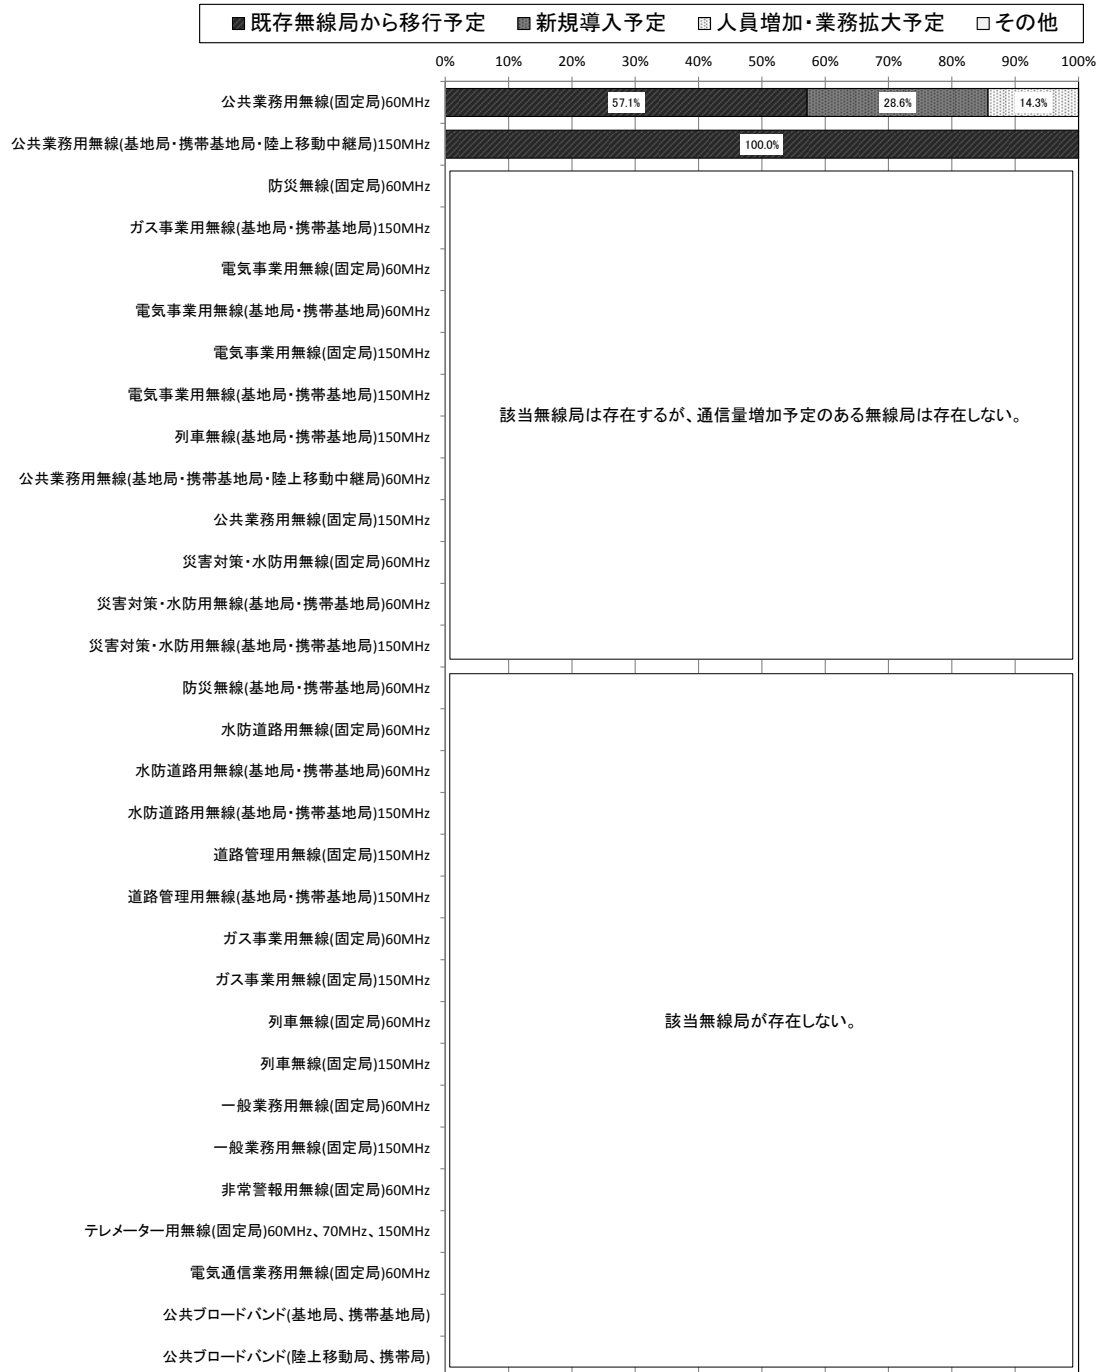 ■既存無線局から移行予定 ■新規導入予定 □人員増加・業務拡大予定 □その他
0% 10% 20% 30% 40% 50% 60% 70% 80% 90% 100%
公共業務用無線(固定局)60MHz 57.1% 28.6% 14.3%
公共業務用無線(基地局・携帯基地局・陸上移動中継局)150MHz 100.0%
防災無線(固定局)60MHz
ガス事業用無線(基地局・携帯基地局)150MHz
電気事業用無線(固定局)60MHz
電気事業用無線(基地局・携帯基地局)60MHz
電気事業用無線(固定局)150MHz
電気事業用無線(基地局・携帯基地局)150MHz
該当無線局は存在するが、通信量増加予定のある無線局は存在しない。
列車無線(基地局・携帯基地局)150MHz
公共業務用無線(基地局・携帯基地局・陸上移動中継局)60MHz
公共業務用無線(固定局)150MHz
災害対策・水防用無線(固定局)60MHz
災害対策・水防用無線(基地局・携帯基地局)60MHz
災害対策・水防用無線(基地局・携帯基地局)150MHz
防災無線(基地局・携帯基地局)60MHz
水防道路用無線(固定局)60MHz
水防道路用無線(基地局・携帯基地局)60MHz
水防道路用無線(基地局・携帯基地局)150MHz
道路管理用無線(固定局)150MHz
道路管理用無線(基地局・携帯基地局)150MHz
ガス事業用無線(固定局)60MHz
ガス事業用無線(固定局)150MHz
列車無線(固定局)60MHz 該当無線局が存在しない。
列車無線(固定局)150MHz
一般業務用無線(固定局)60MHz
一般業務用無線(固定局)150MHz
非常警報用無線(固定局)60MHz
テレメーター用無線(固定局)60MHz、70MHz、150MHz
電気通信業務用無線(固定局)60MHz
公共ブロードバンド(基地局、携帯基地局)
公共ブロードバンド(陸上移動局、携帯局)